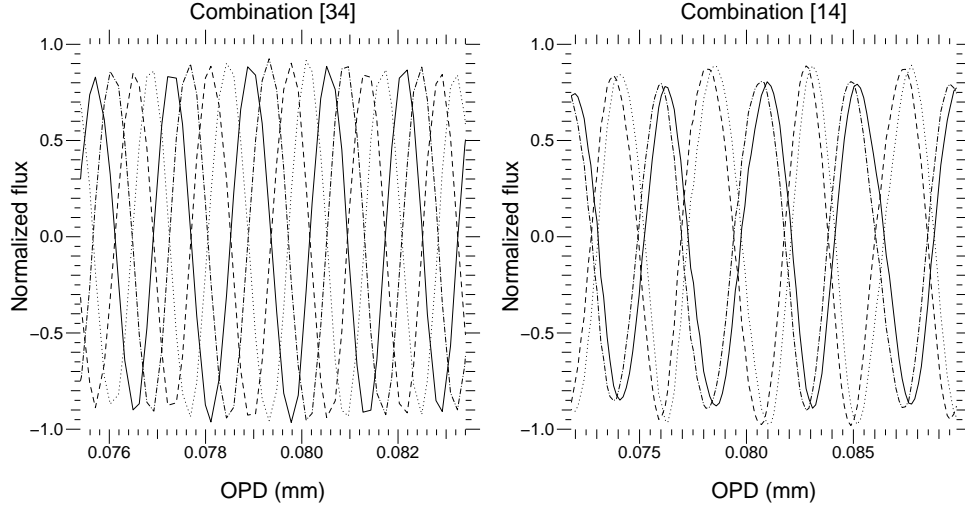 Combination [34]
Normalized flux
1.0
0.5
0.0
−0.5
−1.0
0.076
0.078
0.080
0.082
OPD (mm)
Combination [14]
Normalized flux
1.0
0.5
0.0
−0.5
−1.0
0.075
0.080
0.085
OPD (mm)